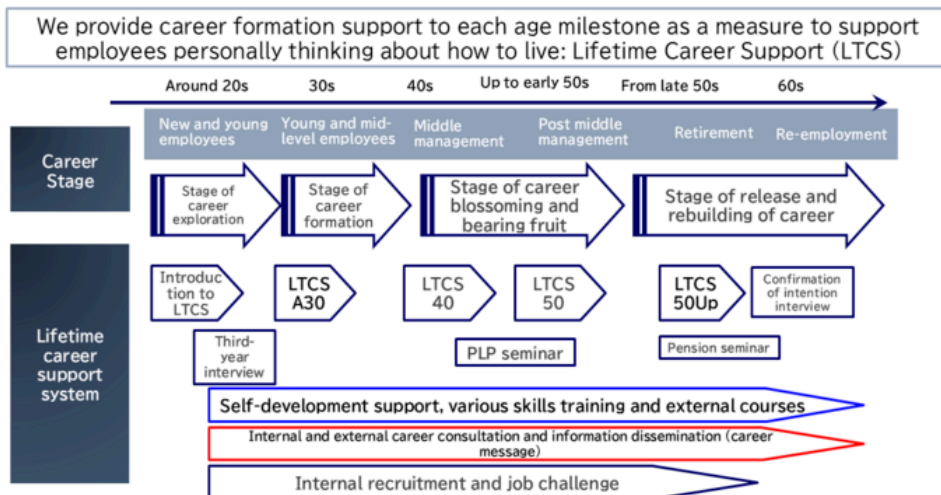 We provide career formation support to each age milestone as a measure to support
employees personally thinking about how to live: Lifetime Career Support (LTCS)
Around 20s
30s
40s
Up to early 50s
From late 50s
60s
Career
Stage
New and young
employees
Young and mid-
level employees
Middle
management
Post middle
management
Retirement
Re-employment
Stage of
career
exploration
Stage of
career
formation
Stage of career
blossoming and
bearing fruit
Stage of release and
rebuilding of career
Lifetime
career
support
system
Introduc
tion to
LTCS
LTCS
A30
LTCS
40
LTCS
50
LTCS
50Up
Confirmation
of intention
interview
Third-
year
interview
PLP seminar
Pension seminar
Self-development support, various skills training and external courses
Internal and external career consultation and information dissemination (career
message)
Internal recruitment and job challenge